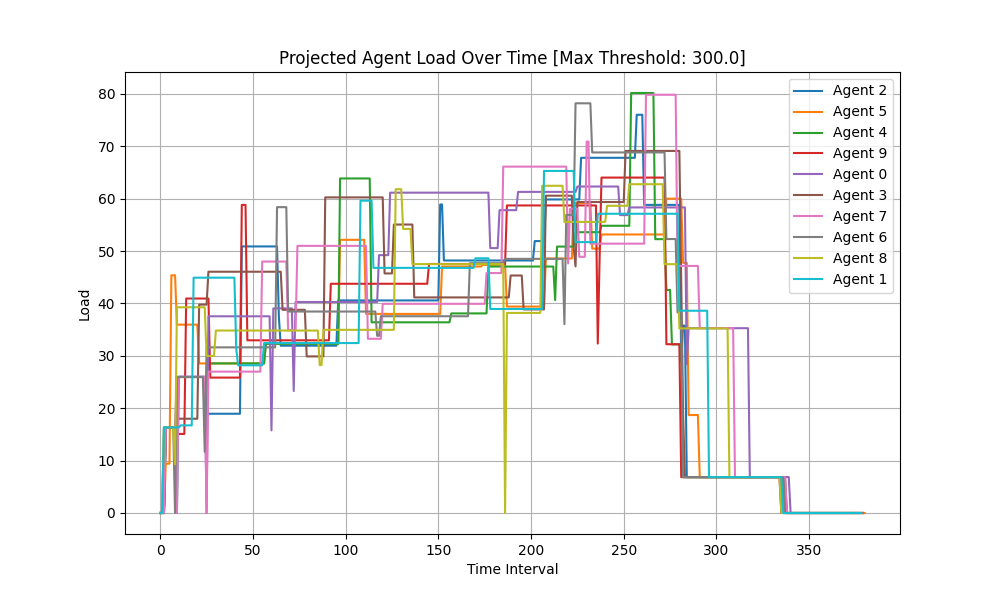 Projected Agent Load Over Time [Max Threshold: 300.0]
Load
80
70
60
50
40
30
20
10
0
Agent 2
Agent 5
Agent 4
Agent 9
Agent 0
Agent 3
Agent 7
Agent 6
Agent 8
Agent 1
0 50 100 150 200 250 300 350
Time Interval